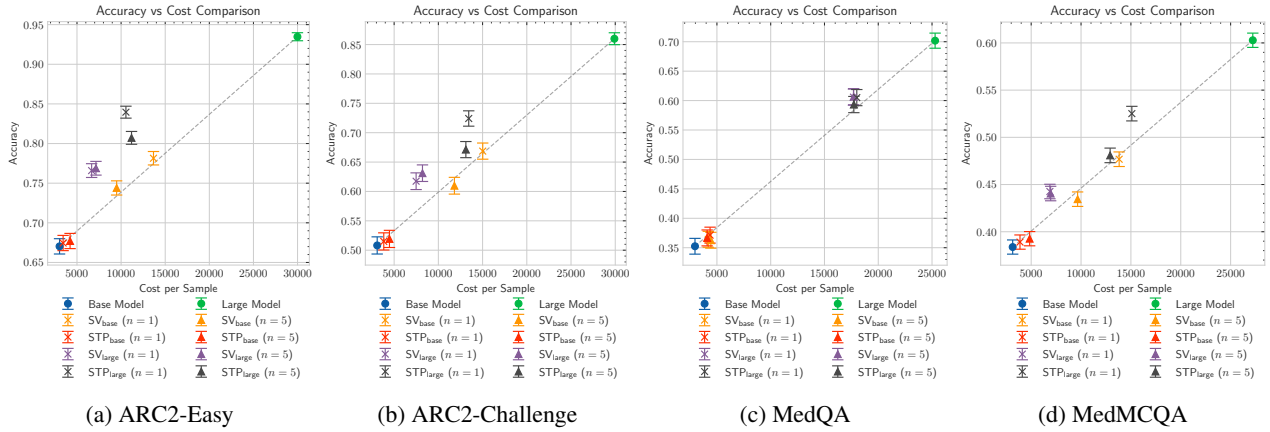 Accuracy vs Cost Comparison
0.95
0.90
0.85
0.80
0.75
0.70
0.65
Accuracy
5000 10000 15000 20000 25000 30000
Cost per Sample
Base Model Large Model
SVbase (n = 1) SVbase (n = 5)
STPbase (n = 1) STPbase (n = 5)
SVlarge (n = 1) SVlarge (n = 5)
STPlarge (n = 1) STPlarge (n = 5)
(a) ARC2-Easy
Accuracy vs Cost Comparison
0.85
0.80
0.75
0.70
0.65
0.60
0.55
0.50
Accuracy
5000 10000 15000 20000 25000 30000
Cost per Sample
Base Model Large Model
SVbase (n = 1) SVbase (n = 5)
STPbase (n = 1) STPbase (n = 5)
SVlarge (n = 1) SVlarge (n = 5)
STPlarge (n = 1) STPlarge (n = 5)
(b) ARC2-Challenge
Accuracy vs Cost Comparison
0.70
0.65
0.60
0.55
0.50
0.45
0.40
0.35
Accuracy
5000 10000 15000 20000 25000
Cost per Sample
Base Model Large Model
SVbase (n = 1) SVbase (n = 5)
STPbase (n = 1) STPbase (n = 5)
SVlarge (n = 1) SVlarge (n = 5)
STPlarge (n = 1) STPlarge (n = 5)
(c) MedQA
Accuracy vs Cost Comparison
0.60
0.55
0.50
0.45
0.40
Accuracy
5000 10000 15000 20000 25000
Cost per Sample
Base Model Large Model
SVbase (n = 1) SVbase (n = 5)
STPbase (n = 1) STPbase (n = 5)
SVlarge (n = 1) SVlarge (n = 5)
STPlarge (n = 1) STPlarge (n = 5)
(d) MedMCQA